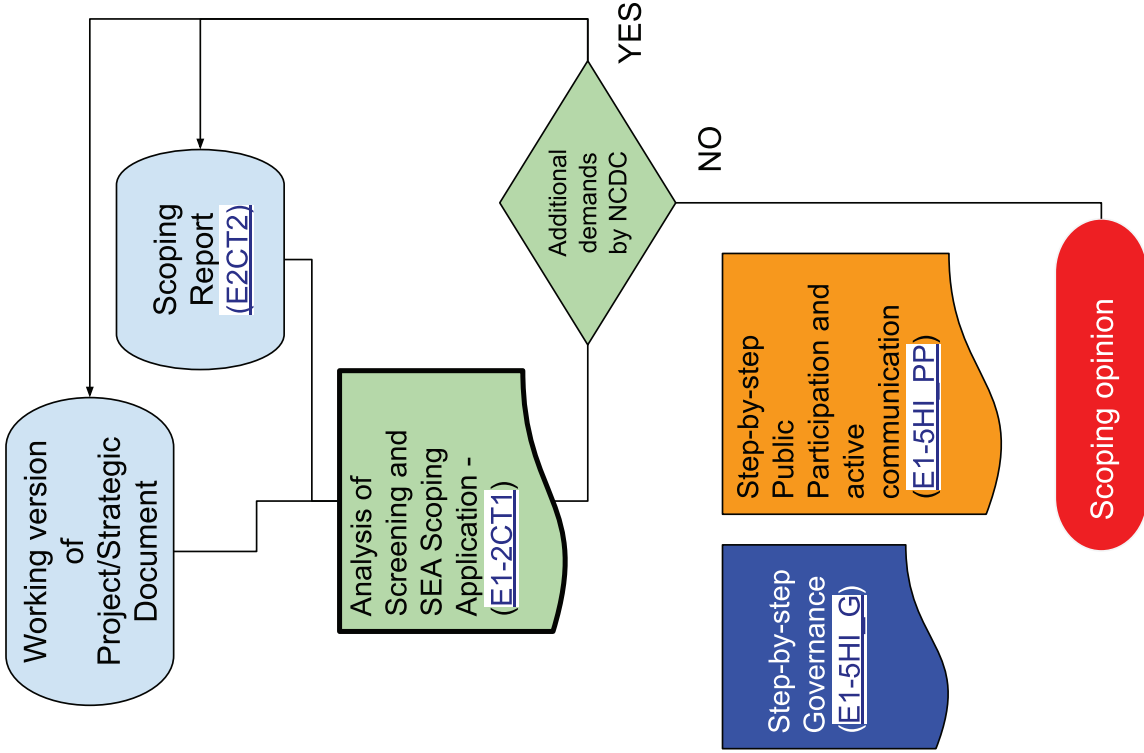 Working version
of
Project/Strategic
Document
Scoping
Report
(E2CT2)
Analysis of
Screening and
SEA Scoping
Application -
(E1-2CT1)
Additional
demands
by NCDC
YES
NO
Step-by-step
Governance
(E1-5HI_G)
Step-by-step
Public
Participation and
active
communication
(E1-5HI_PP)
Scoping opinion